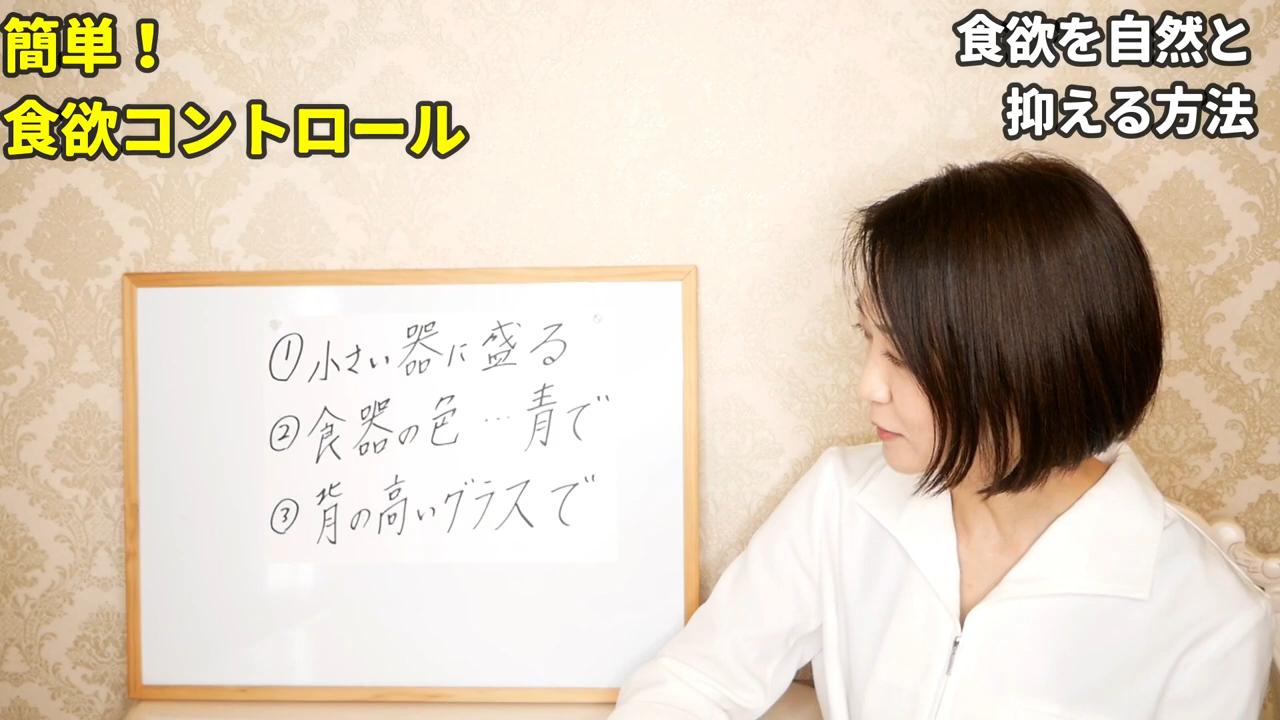 簡単！
食欲コントロール
食欲を自然と
抑える方法
①小さい器に盛る
②食器の色…青で
③背の高いグラスで